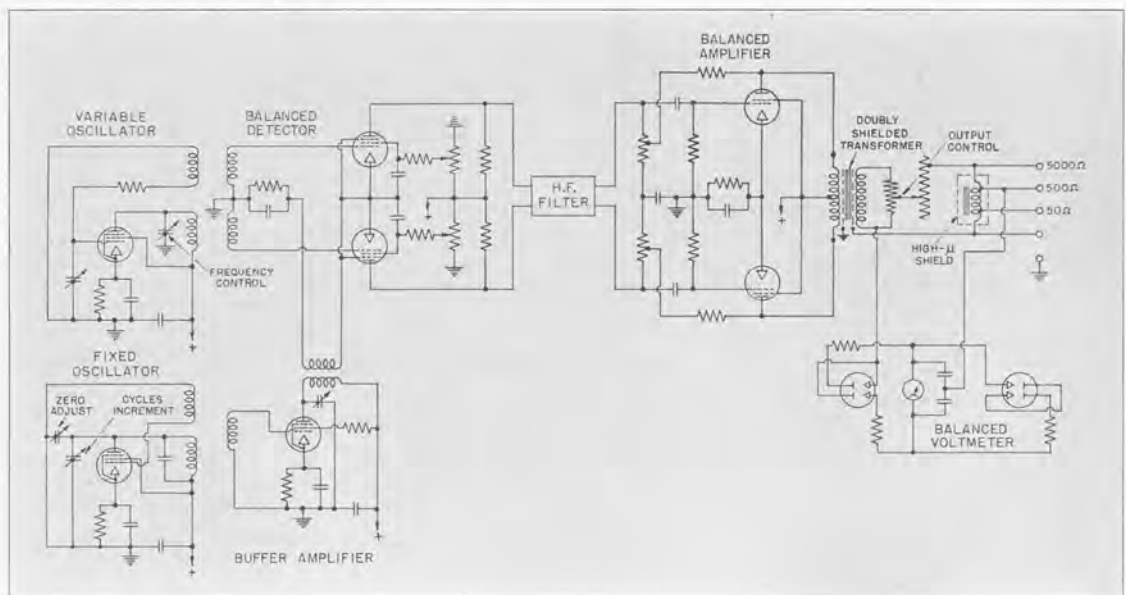 VARIABLE
OSCILLATOR
FREQUENCY
CONTROL
FIXED
OSCILLATOR
ZERO
ADJUST
CYCLES
INCREMENT
BALANCED
DETECTOR
BUFFER AMPLIFIER
H.F.
FILTER
BALANCED
AMPLIFIER
DOUBLY
SHIELDED
TRANSFORMER
OUTPUT
CONTROL
5000Ω
500Ω
50Ω
HIGH-μ
SHIELD
BALANCED
VOLTMETER
+
+
+
+
+